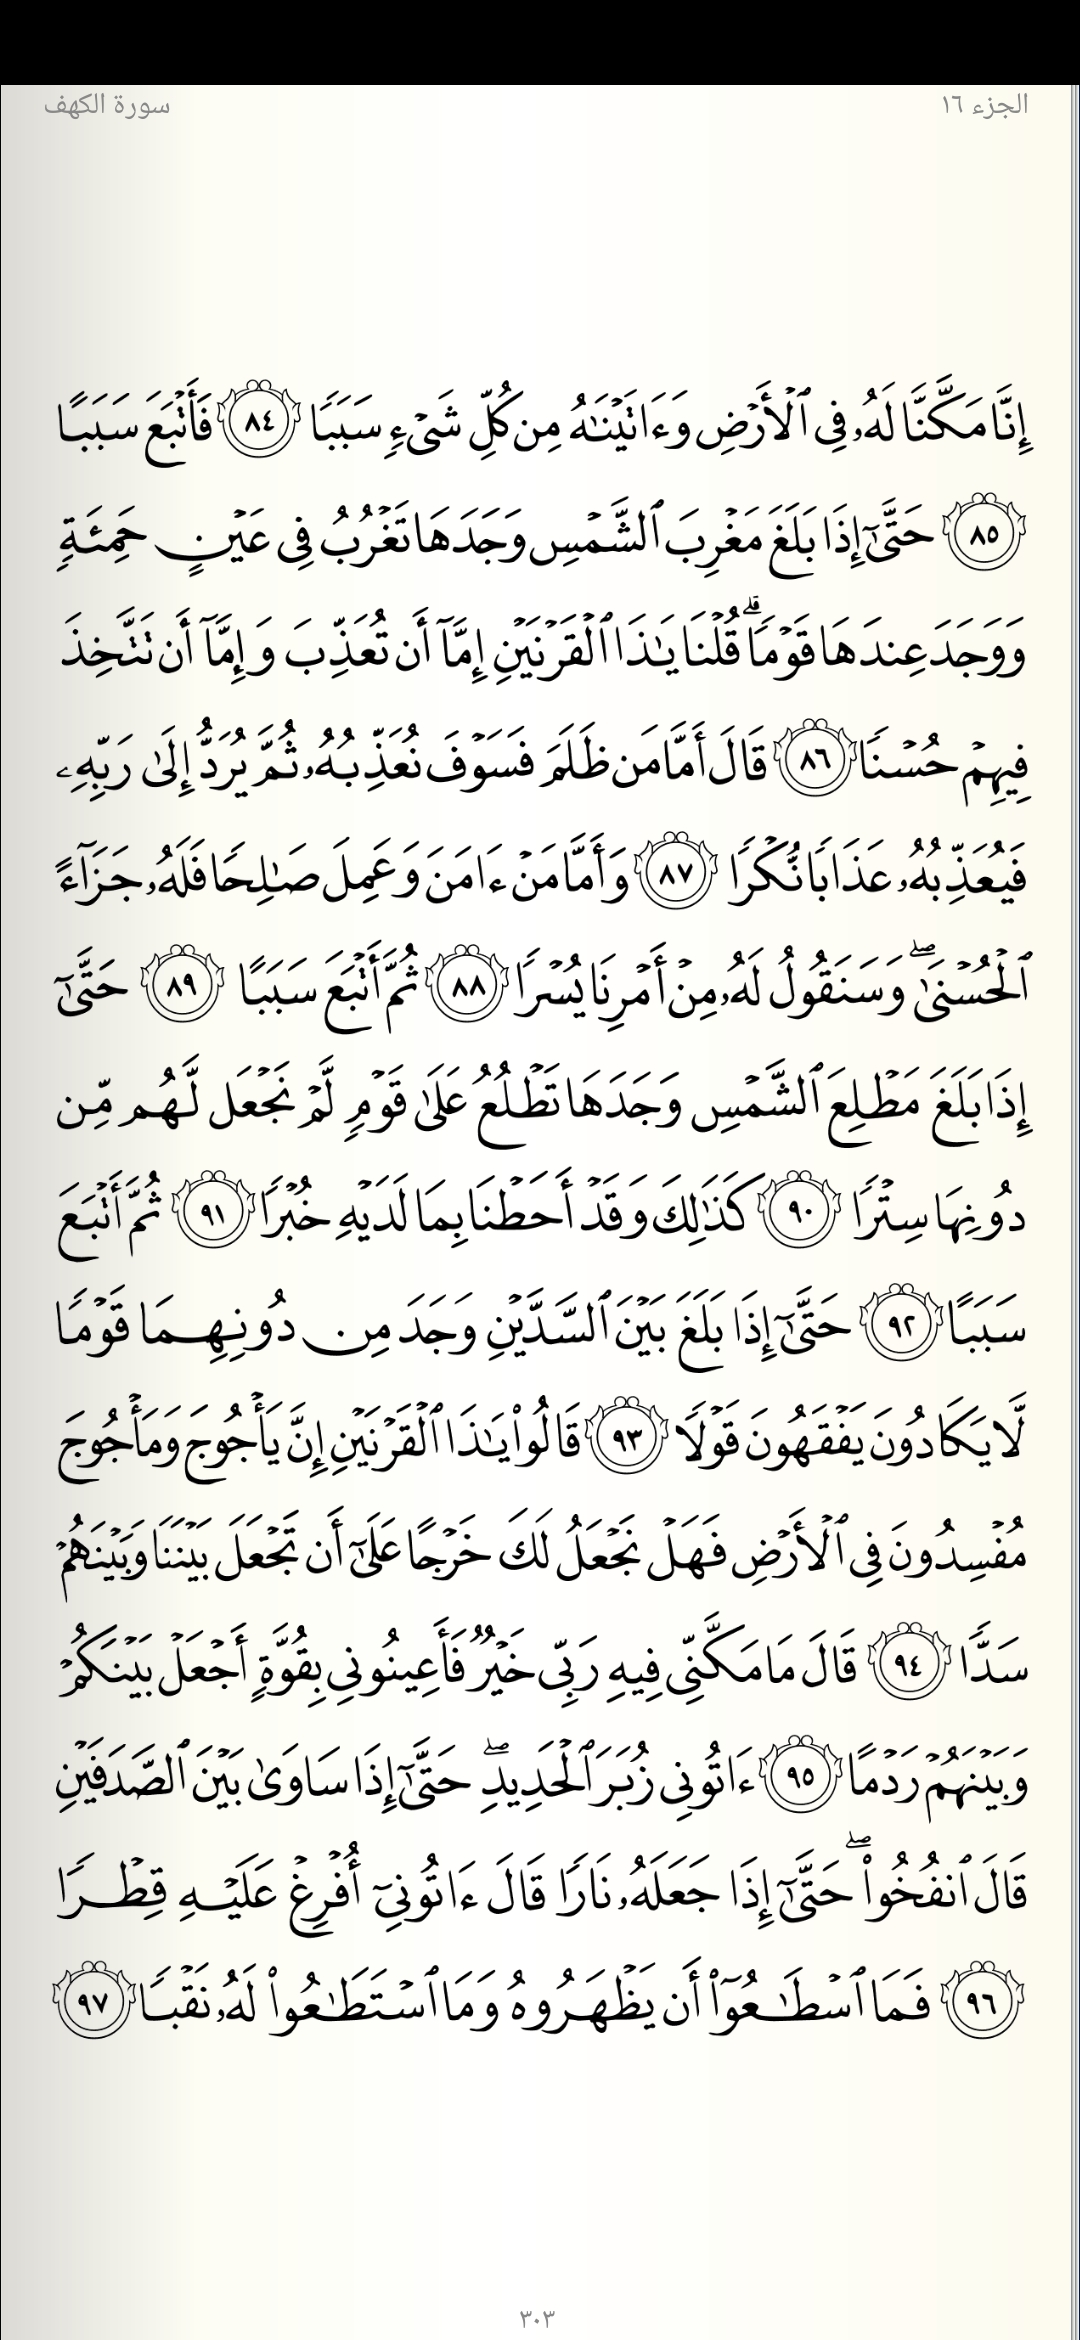 الجزء ١٦
سورة الكهف
إِنَّا مَكَّنَّا لَهُۥ فِي ٱلۡأَرۡضِ وَءَاتَيۡنَٰهُ مِن كُلِّ شَيۡءٖ سَبَبٗا ٨٤ فَأَتۡبَعَ سَبَبًا
٨٥ حَتَّىٰٓ إِذَا بَلَغَ مَغۡرِبَ ٱلشَّمۡسِ وَجَدَهَا تَغۡرُبُ فِي عَيۡنٍ حَمِئَةٖ
وَوَجَدَ عِندَهَا قَوۡمٗاۖ قُلۡنَا يَٰذَا ٱلۡقَرۡنَيۡنِ إِمَّآ أَن تُعَذِّبَ وَإِمَّآ أَن تَتَّخِذَ
فِيهِمۡ حُسۡنٗا ٨٦ قَالَ أَمَّا مَن ظَلَمَ فَسَوۡفَ نُعَذِّبُهُۥ ثُمَّ يُرَدُّ إِلَىٰ رَبِّهِۦ
فَيُعَذِّبُهُۥ عَذَابٗا نُّكۡرٗا ٨٧ وَأَمَّا مَنۡ ءَامَنَ وَعَمِلَ صَٰلِحٗا فَلَهُۥ جَزَآءً
ٱلۡحُسۡنَىٰۖ وَسَنَقُولُ لَهُۥ مِنۡ أَمۡرِنَا يُسۡرٗا ٨٨ ثُمَّ أَتۡبَعَ سَبَبًا ٨٩ حَتَّىٰٓ
إِذَا بَلَغَ مَطۡلِعَ ٱلشَّمۡسِ وَجَدَهَا تَطۡلُعُ عَلَىٰ قَوۡمٖ لَّمۡ نَجۡعَل لَّهُم مِّن
دُونِهَا سِتۡرٗا ٩٠ كَذَٰلِكَ وَقَدۡ أَحَطۡنَا بِمَا لَدَيۡهِ خُبۡرٗا ٩١ ثُمَّ أَتۡبَعَ
سَبَبًا ٩٢ حَتَّىٰٓ إِذَا بَلَغَ بَيۡنَ ٱلسَّدَّيۡنِ وَجَدَ مِن دُونِهِمَا قَوۡمٗا
لَّا يَكَادُونَ يَفۡقَهُونَ قَوۡلٗا ٩٣ قَالُواْ يَٰذَا ٱلۡقَرۡنَيۡنِ إِنَّ يَأۡجُوجَ وَمَأۡجُوجَ
مُفۡسِدُونَ فِي ٱلۡأَرۡضِ فَهَلۡ نَجۡعَلُ لَكَ خَرۡجًا عَلَىٰٓ أَن تَجۡعَلَ بَيۡنَنَا وَبَيۡنَهُمۡ
سَدّٗا ٩٤ قَالَ مَا مَكَّنِّي فِيهِ رَبِّي خَيۡرٞ فَأَعِينُونِي بِقُوَّةٍ أَجۡعَلۡ بَيۡنَكُمۡ
وَبَيۡنَهُمۡ رَدۡمًا ٩٥ ءَاتُونِي زُبَرَ ٱلۡحَدِيدِۖ حَتَّىٰٓ إِذَا سَاوَىٰ بَيۡنَ ٱلصَّدَفَيۡنِ
قَالَ ٱنفُخُواْۖ حَتَّىٰٓ إِذَا جَعَلَهُۥ نَارٗا قَالَ ءَاتُونِيٓ أُفۡرِغۡ عَلَيۡهِ قِطۡرٗا
٩٦ فَمَا ٱسۡطَٰعُوٓاْ أَن يَظۡهَرُوهُ وَمَا ٱسۡتَطَٰعُواْ لَهُۥ نَقۡبٗا ٩٧
٣٠٣